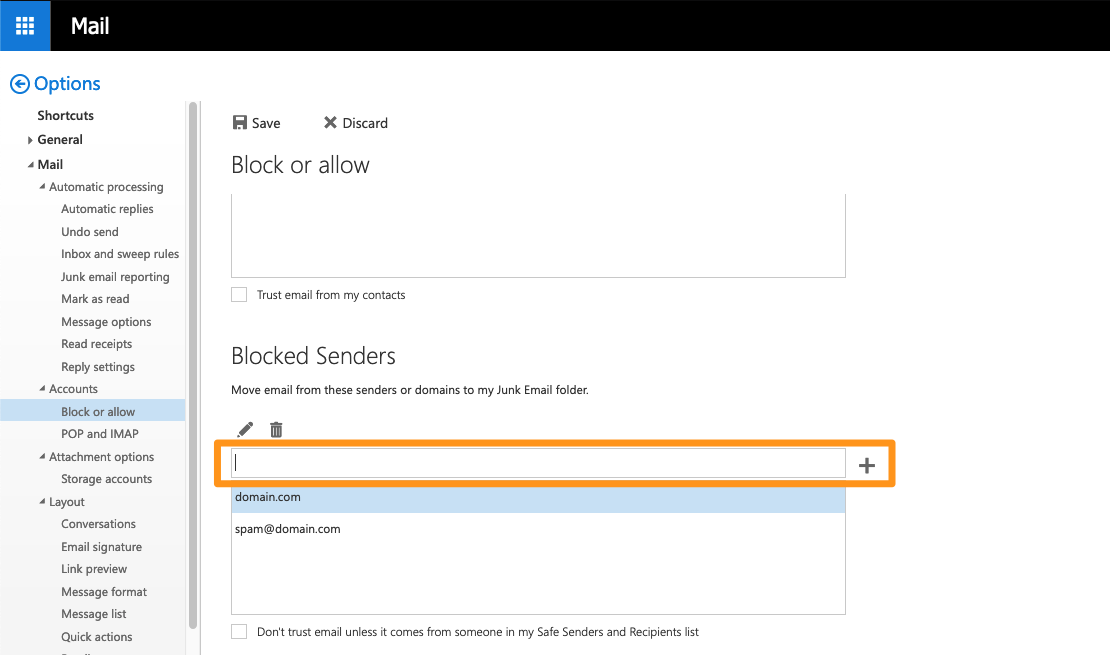 Mail
Options
Shortcuts
General
Mail
Automatic processing
Automatic replies
Undo send
Inbox and sweep rules
Junk email reporting
Mark as read
Message options
Read receipts
Reply settings
Accounts
Block or allow
POP and IMAP
Attachment options
Storage accounts
Layout
Conversations
Email signature
Link preview
Message format
Message list
Quick actions
Save Discard
Block or allow
Trust email from my contacts
Blocked Senders
Move email from these senders or domains to my Junk Email folder.
domain.com
spam@domain.com
Don't trust email unless it comes from someone in my Safe Senders and Recipients list